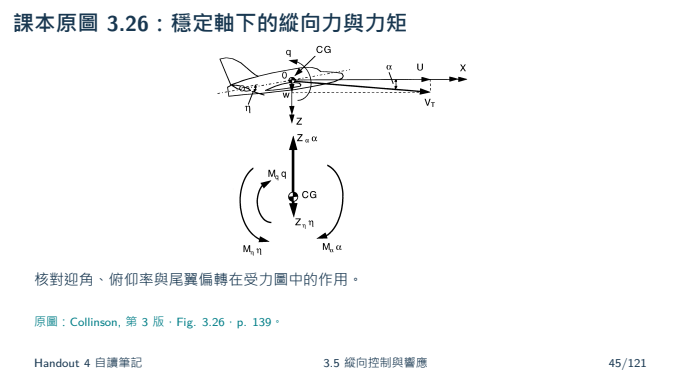 課本原圖 3.26：穩定軸下的縱向力與力矩
q CG
α U X
0
w
η
V_T
Z
Z_α α
M_q q
CG
Z_η η
M_η η M_α α
核對迎角、俯仰率與尾翼偏轉在受力圖中的作用。
原圖：Collinson, 第 3 版，Fig. 3.26，p. 139。
Handout 4 自讀筆記 3.5 縱向控制與響應 45/121